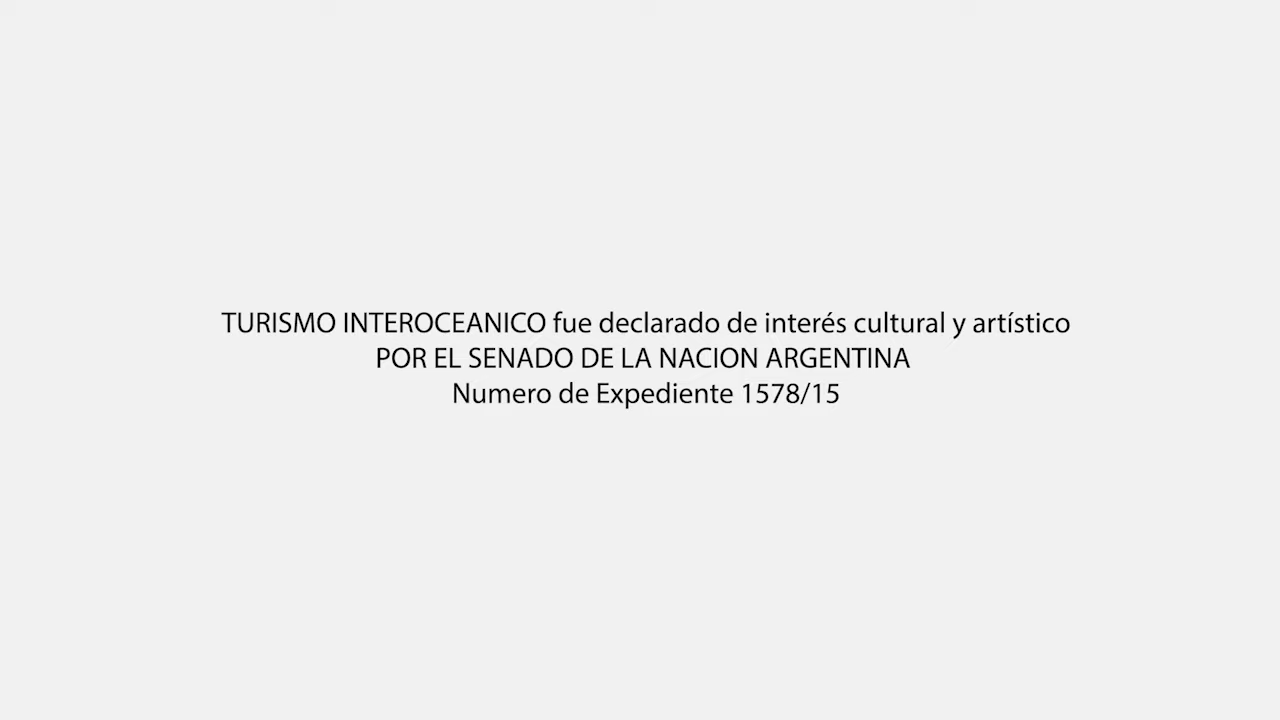 TURISMO INTEROCEANICO fue declarado de interés cultural y artístico
POR EL SENADO DE LA NACION ARGENTINA
Numero de Expediente 1578/15